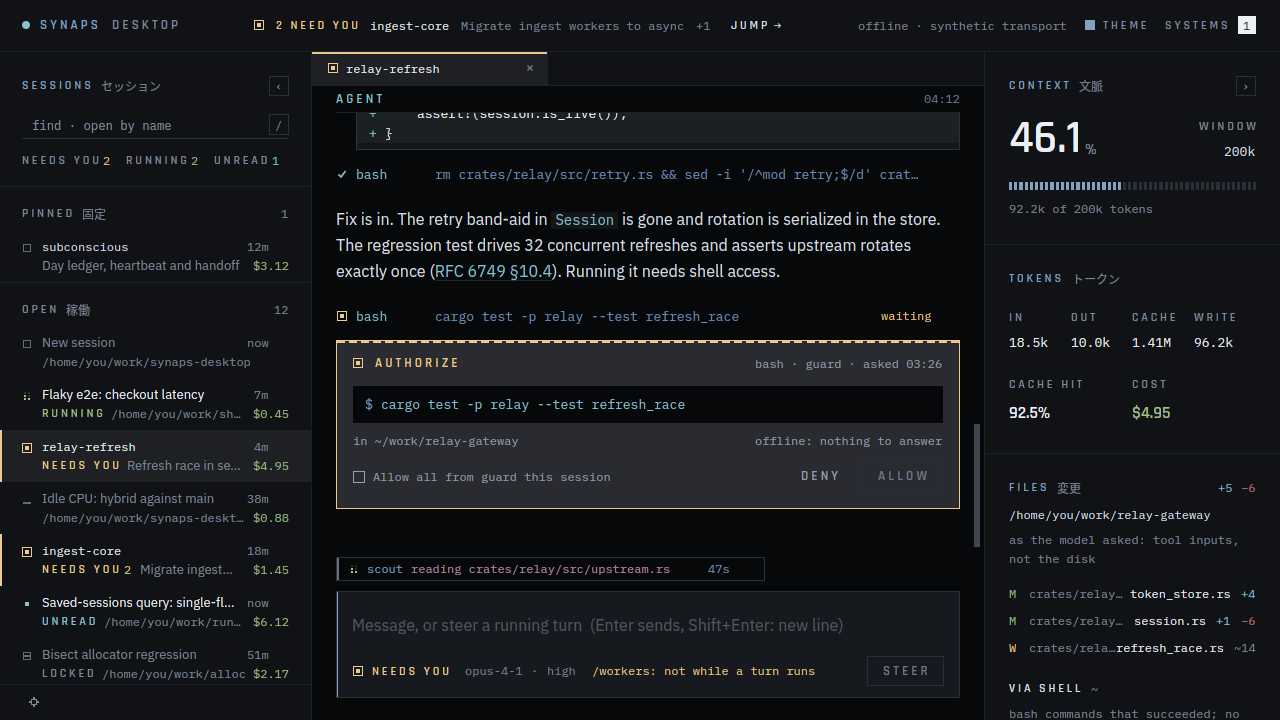 SYNAPS DESKTOP
2 NEED YOU ingest-core Migrate ingest workers to async +1 JUMP →
offline · synthetic transport THEME SYSTEMS 1
SESSIONS セッション ‹
find · open by name /
NEEDS YOU 2 RUNNING 2 UNREAD 1
PINNED 固定 1
subconscious 12m
Day ledger, heartbeat and handoff $3.12
OPEN 稼働 12
New session now
/home/you/work/synaps-desktop
Flaky e2e: checkout latency 7m
RUNNING /home/you/work/sh… $0.45
relay-refresh 4m
NEEDS YOU Refresh race in se… $4.95
Idle CPU: hybrid against main 38m
/home/you/work/synaps-deskt… $0.88
ingest-core 18m
NEEDS YOU 2 Migrate ingest… $1.45
Saved-sessions query: single-fl… now
UNREAD /home/you/work/run… $6.12
Bisect allocator regression 51m
LOCKED /home/you/work/alloc $2.17
relay-refresh ×
AGENT 04:12
+ assert!(session.is_live());
+ }
✓ bash rm crates/relay/src/retry.rs && sed -i '/^mod retry;$/d' crat…
Fix is in. The retry band-aid in Session is gone and rotation is serialized in the store.
The regression test drives 32 concurrent refreshes and asserts upstream rotates
exactly once (RFC 6749 §10.4). Running it needs shell access.
bash cargo test -p relay --test refresh_race waiting
AUTHORIZE bash · guard · asked 03:26
$ cargo test -p relay --test refresh_race
in ~/work/relay-gateway offline: nothing to answer
Allow all from guard this session DENY ALLOW
scout reading crates/relay/src/upstream.rs 47s
Message, or steer a running turn (Enter sends, Shift+Enter: new line)
NEEDS YOU opus-4-1 · high /workers: not while a turn runs STEER
CONTEXT 文脈 ›
46.1% WINDOW
200k
92.2k of 200k tokens
TOKENS トークン
IN OUT CACHE WRITE
18.5k 10.0k 1.41M 96.2k
CACHE HIT COST
92.5% $4.95
FILES 変更 +5 −6
/home/you/work/relay-gateway
as the model asked: tool inputs,
not the disk
M crates/relay… token_store.rs +4
M crates/relay… session.rs +1 −6
W crates/rela…refresh_race.rs ~14
VIA SHELL ~
bash commands that succeeded; no